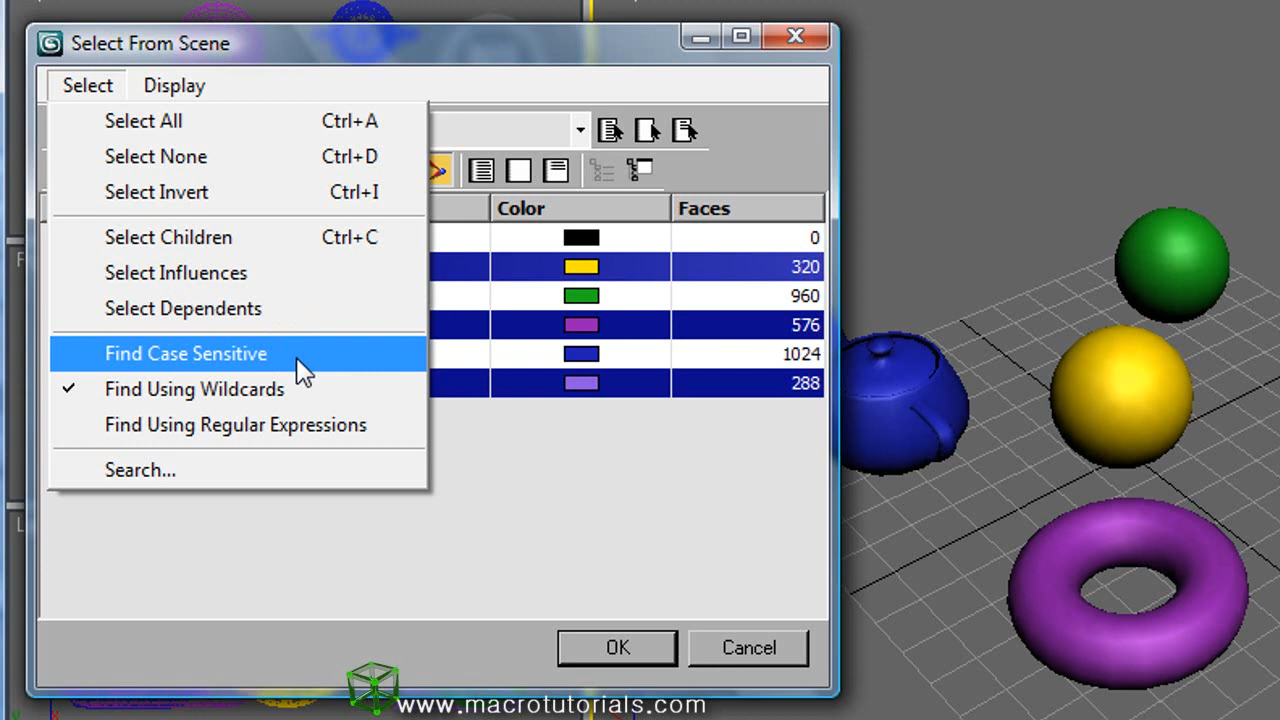 Select From Scene
Select Display
Select All Ctrl+A
Select None Ctrl+D
Select Invert Ctrl+I
Select Children Ctrl+C
Select Influences
Select Dependents
Find Case Sensitive
Find Using Wildcards
Find Using Regular Expressions
Search...
Color Faces
0
320
960
576
1024
288
OK Cancel
www.macrotutorials.com